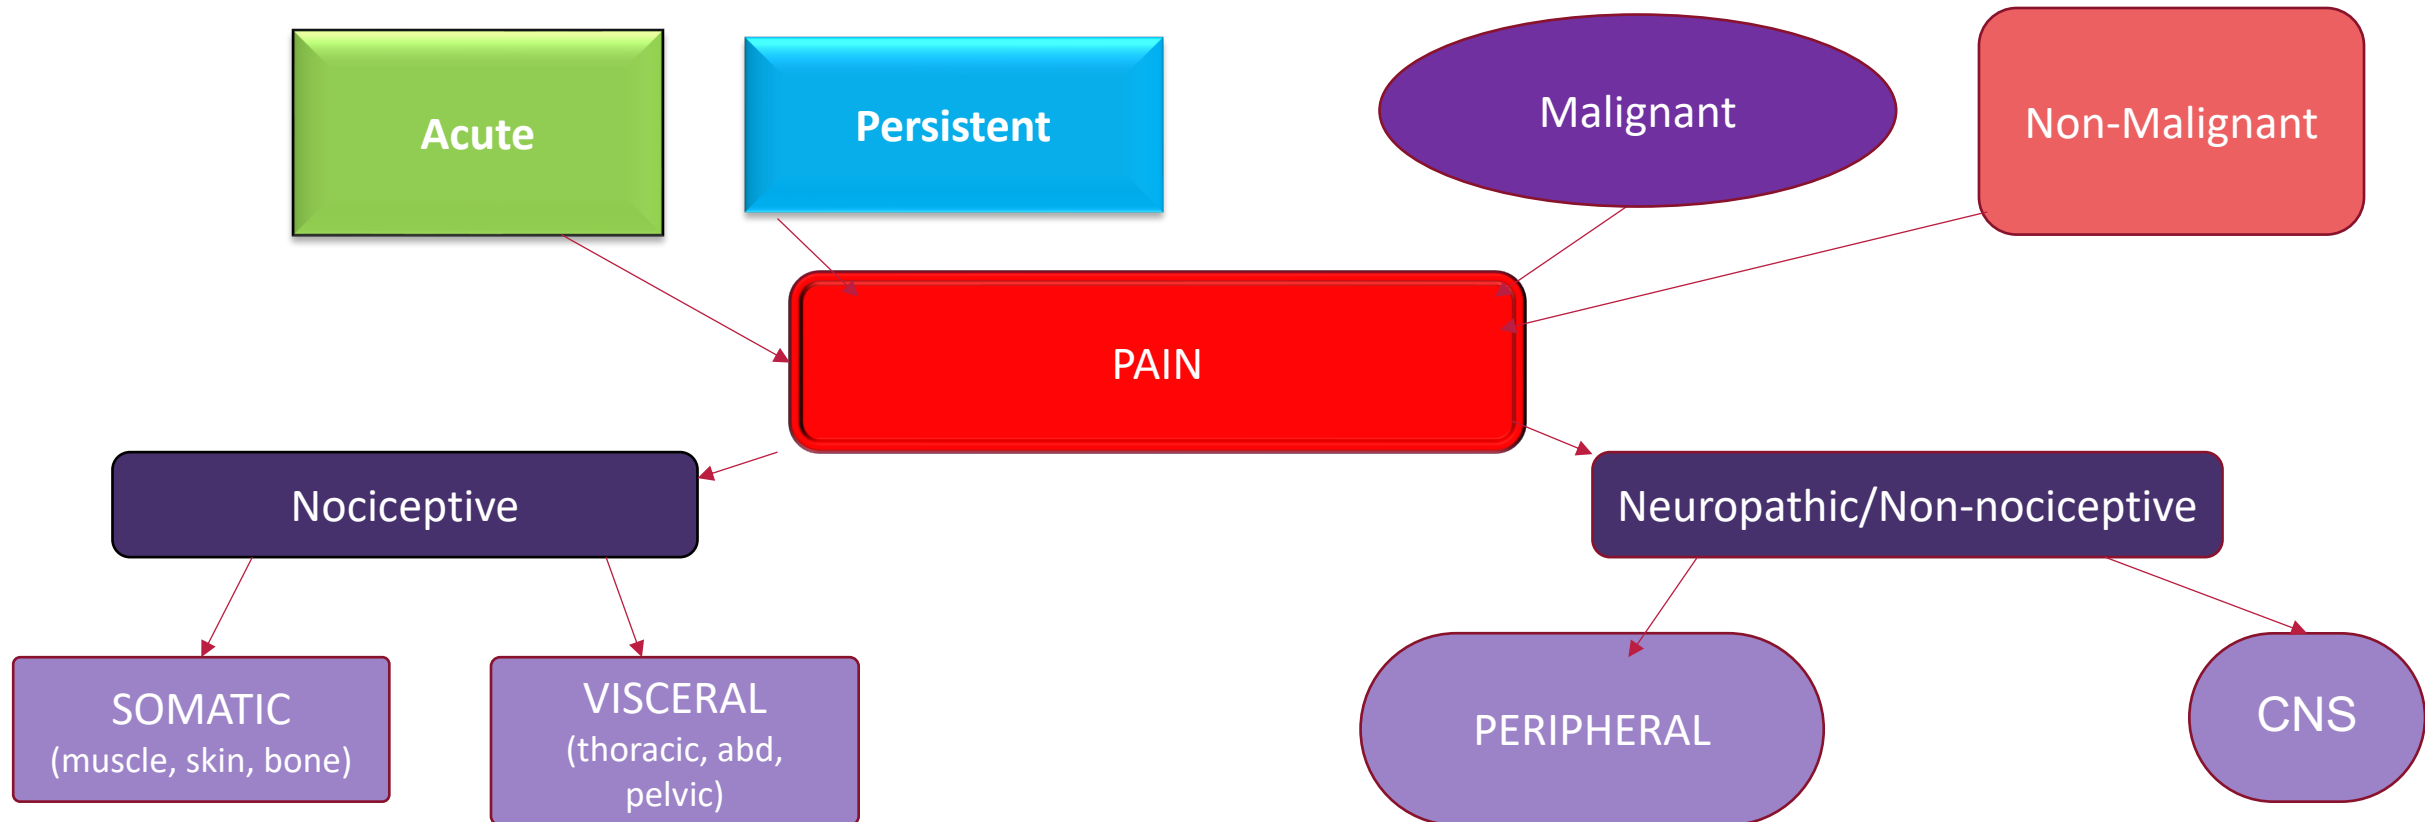 Acute
Persistent
Malignant
Non-Malignant
PAIN
Nociceptive
Neuropathic/Non-nociceptive
SOMATIC
(muscle, skin, bone)
VISCERAL
(thoracic, abd,
pelvic)
PERIPHERAL
CNS